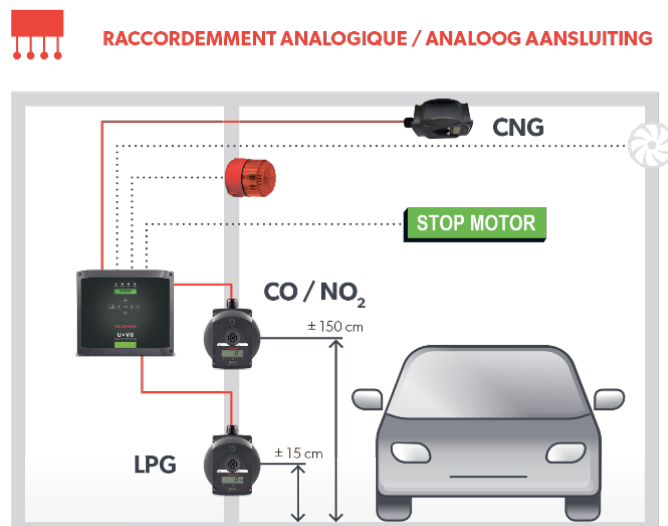 RACCORDEMMENT ANALOGIQUE / ANALOOG AANSLUITING
CNG
STOP MOTOR
CO / NO₂
± 150 cm
LPG
± 15 cm